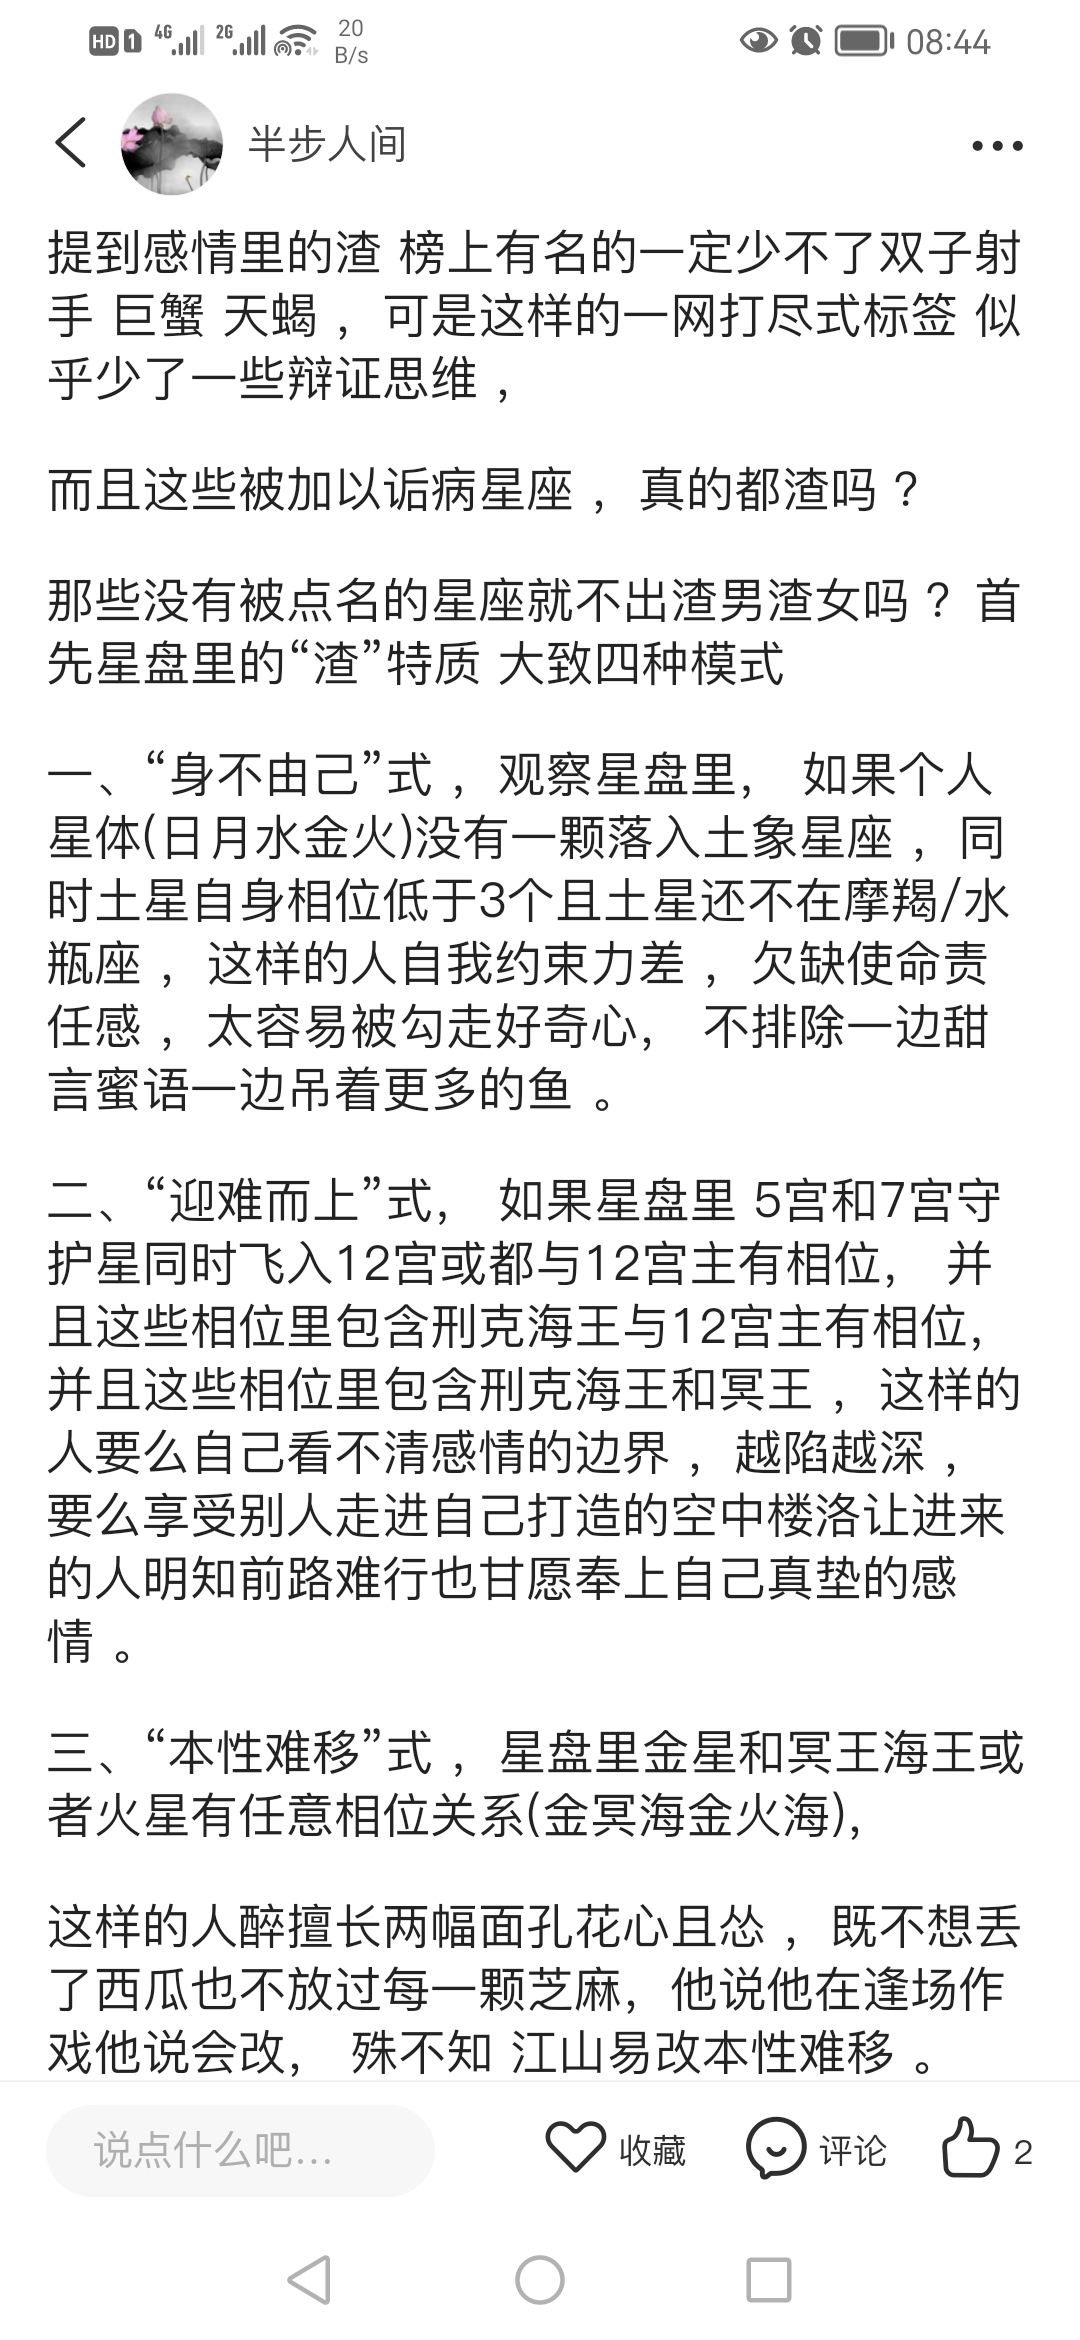 HD 1 4G 2G 20 B/s 08:44
半步人间
提到感情里的渣 榜上有名的一定少不了双子射
手 巨蟹 天蝎 ，可是这样的一网打尽式标签 似
乎少了一些辩证思维 ，
而且这些被加以诟病星座 ，真的都渣吗 ?
那些没有被点名的星座就不出渣男渣女吗 ? 首
先星盘里的“渣”特质 大致四种模式
一、“身不由己”式 ，观察星盘里， 如果个人
星体(日月水金火)没有一颗落入土象星座 ，同
时土星自身相位低于3个且土星还不在摩羯/水
瓶座 ，这样的人自我约束力差 ，欠缺使命责
任感 ，太容易被勾走好奇心， 不排除一边甜
言蜜语一边吊着更多的鱼 。
二、“迎难而上”式， 如果星盘里 5宫和7宫守
护星同时飞入12宫或都与12宫主有相位， 并
且这些相位里包含刑克海王与12宫主有相位，
并且这些相位里包含刑克海王和冥王 ，这样的
人要么自己看不清感情的边界 ，越陷越深 ，
要么享受别人走进自己打造的空中楼洛让进来
的人明知前路难行也甘愿奉上自己真垫的感
情 。
三、“本性难移”式 ，星盘里金星和冥王海王或
者火星有任意相位关系(金冥海金火海)，
这样的人醉擅长两幅面孔花心且怂 ，既不想丢
了西瓜也不放过每一颗芝麻，他说他在逢场作
戏他说会改， 殊不知 江山易改本性难移 。
说点什么吧... 收藏 评论 2